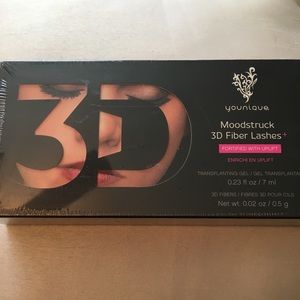 3D
younique
Moodstruck
3D Fiber Lashes+
FORTIFIED WITH UPLIFT
ENRICHI EN UPLIFT
TRANSPLANTING GEL / GEL TRANSPLANTANT
0.23 fl oz / 7 ml
3D FIBERS / FIBRES 3D POUR CILS
Net wt. 0.02 oz / 0.5 g